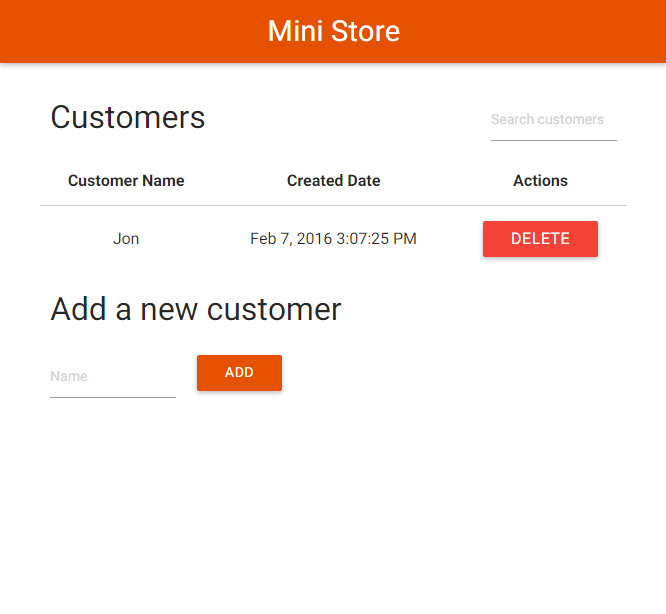 Mini Store
Customers
Search customers
Customer Name Created Date Actions
Jon Feb 7, 2016 3:07:25 PM DELETE
Add a new customer
Name ADD